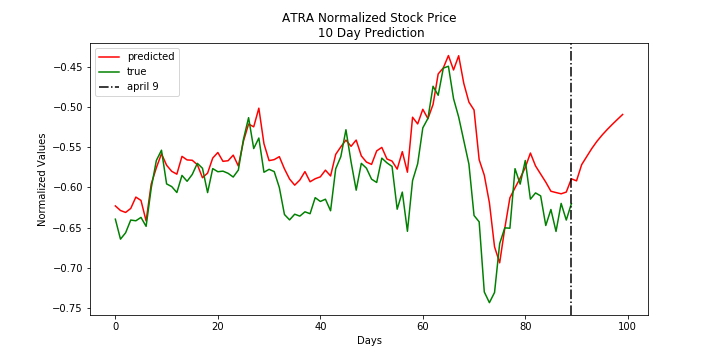 ATRA Normalized Stock Price
10 Day Prediction
predicted
true
april 9
Normalized Values
−0.45
−0.50
−0.55
−0.60
−0.65
−0.70
−0.75
0
20
40
60
80
100
Days